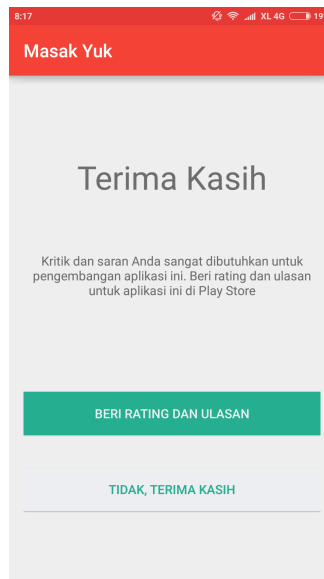 8:17 XL 4G 19
Masak Yuk
Terima Kasih
Kritik dan saran Anda sangat dibutuhkan untuk
pengembangan aplikasi ini. Beri rating dan ulasan
untuk aplikasi ini di Play Store
BERI RATING DAN ULASAN
TIDAK, TERIMA KASIH